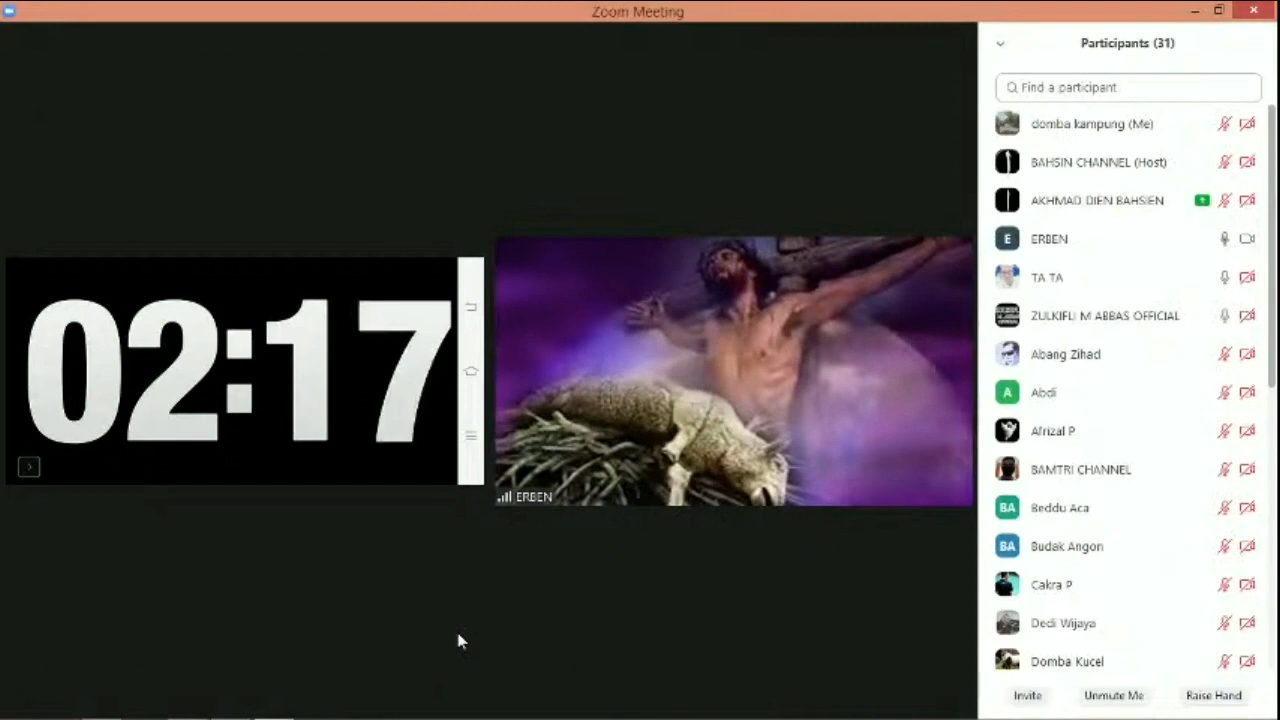 Zoom Meeting
Participants (31)
Find a participant
domba kampung (Me)
BAHSIN CHANNEL (Host)
AKHMAD DIEN BAHSIEN
E ERBEN
TA TA
ZULKIFLI M ABBAS OFFICIAL
Abang Zihad
A Abdi
Afrizal P
BAMTRI CHANNEL
BA Beddu Aca
BA Budak Angon
Cakra P
Dedi Wijaya
Domba Kucel
Invite Unmute Me Raise Hand
02:17
ERBEN